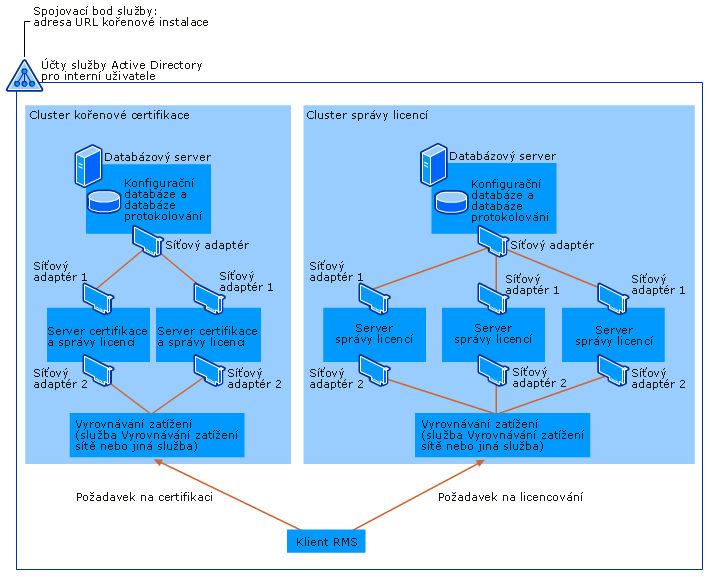 Spojovací bod služby:
adresa URL kořenové instalace
Účty služby Active Directory
pro interní uživatele
Cluster kořenové certifikace
Databázový server
Konfigurační
databáze a
databáze
protokolování
Síťový adaptér
Síťový
adaptér 1
Síťový
adaptér 1
Server certifikace
a správy licencí
Server certifikace
a správy licencí
Síťový
adaptér 2
Síťový
adaptér 2
Vyrovnávání zatížení
(služba Vyrovnávání zatížení
sítě nebo jiná služba)
Cluster správy licencí
Databázový server
Konfigurační
databáze a
databáze
protokolování
Síťový adaptér
Síťový
adaptér 1
Síťový
adaptér 1
Síťový
adaptér 1
Server
správy licencí
Server
správy licencí
Server
správy licencí
Síťový
adaptér 2
Síťový
adaptér 2
Síťový
adaptér 2
Vyrovnávání zatížení
(služba Vyrovnávání zatížení
sítě nebo jiná služba)
Požadavek na certifikaci
Požadavek na licencování
Klient RMS